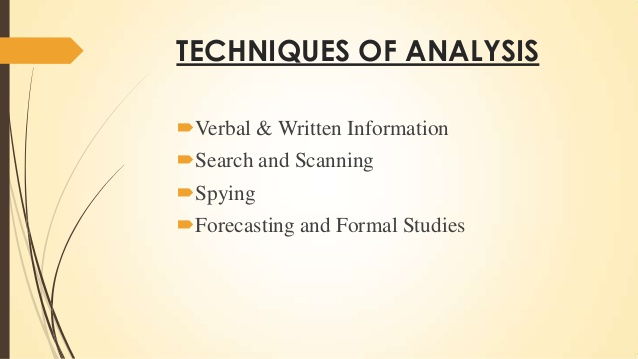 TECHNIQUES OF ANALYSIS
Verbal & Written Information
Search and Scanning
Spying
Forecasting and Formal Studies